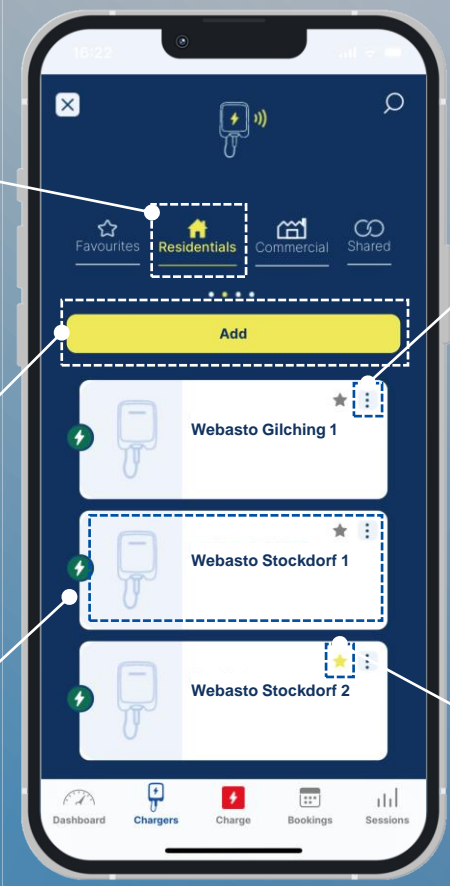 16:22
Favourites
Residentials
Commercial
Shared
Add
Webasto Gilching 1
Webasto Stockdorf 1
Webasto Stockdorf 2
Dashboard
Chargers
Charge
Bookings
Sessions